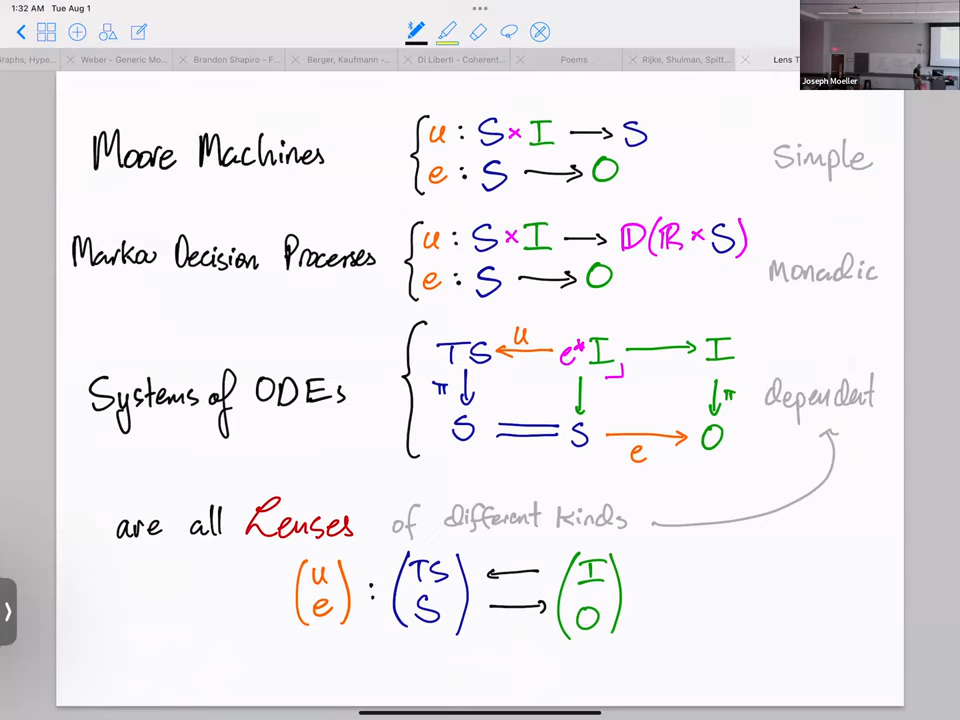 1:32 AM Tue Aug 1
raphs, Hype...
Weber - Generic Mo...
Brandon Shapiro - F...
Berger, Kaufmann - ...
Di Liberti - Coherent...
Poems
Rijke, Shulman, Spitt...
Lens T
Joseph Moeller
Moore Machines { u : S × I → S
e : S → O
Simple
Markov Decision Processes { u : S × I → D(R × S)
e : S → O
Monadic
Systems of ODEs { TS ←u e*I ⌟ → I
π ↓ ↓ ↓ π
S = S →e O
dependent
are all Lenses of different kinds
(u e) : (TS S) ⇆ (I O)